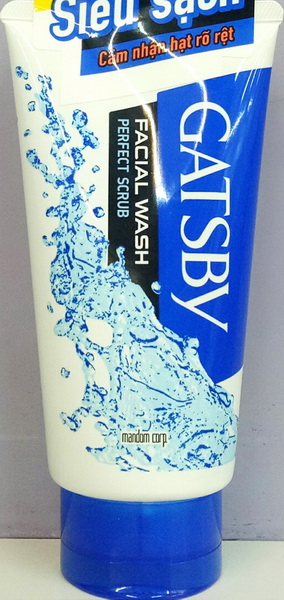 Siêu sạch
Cảm nhận hạt rõ rệt
GATSBY
FACIAL WASH
PERFECT SCRUB
mandom corp.